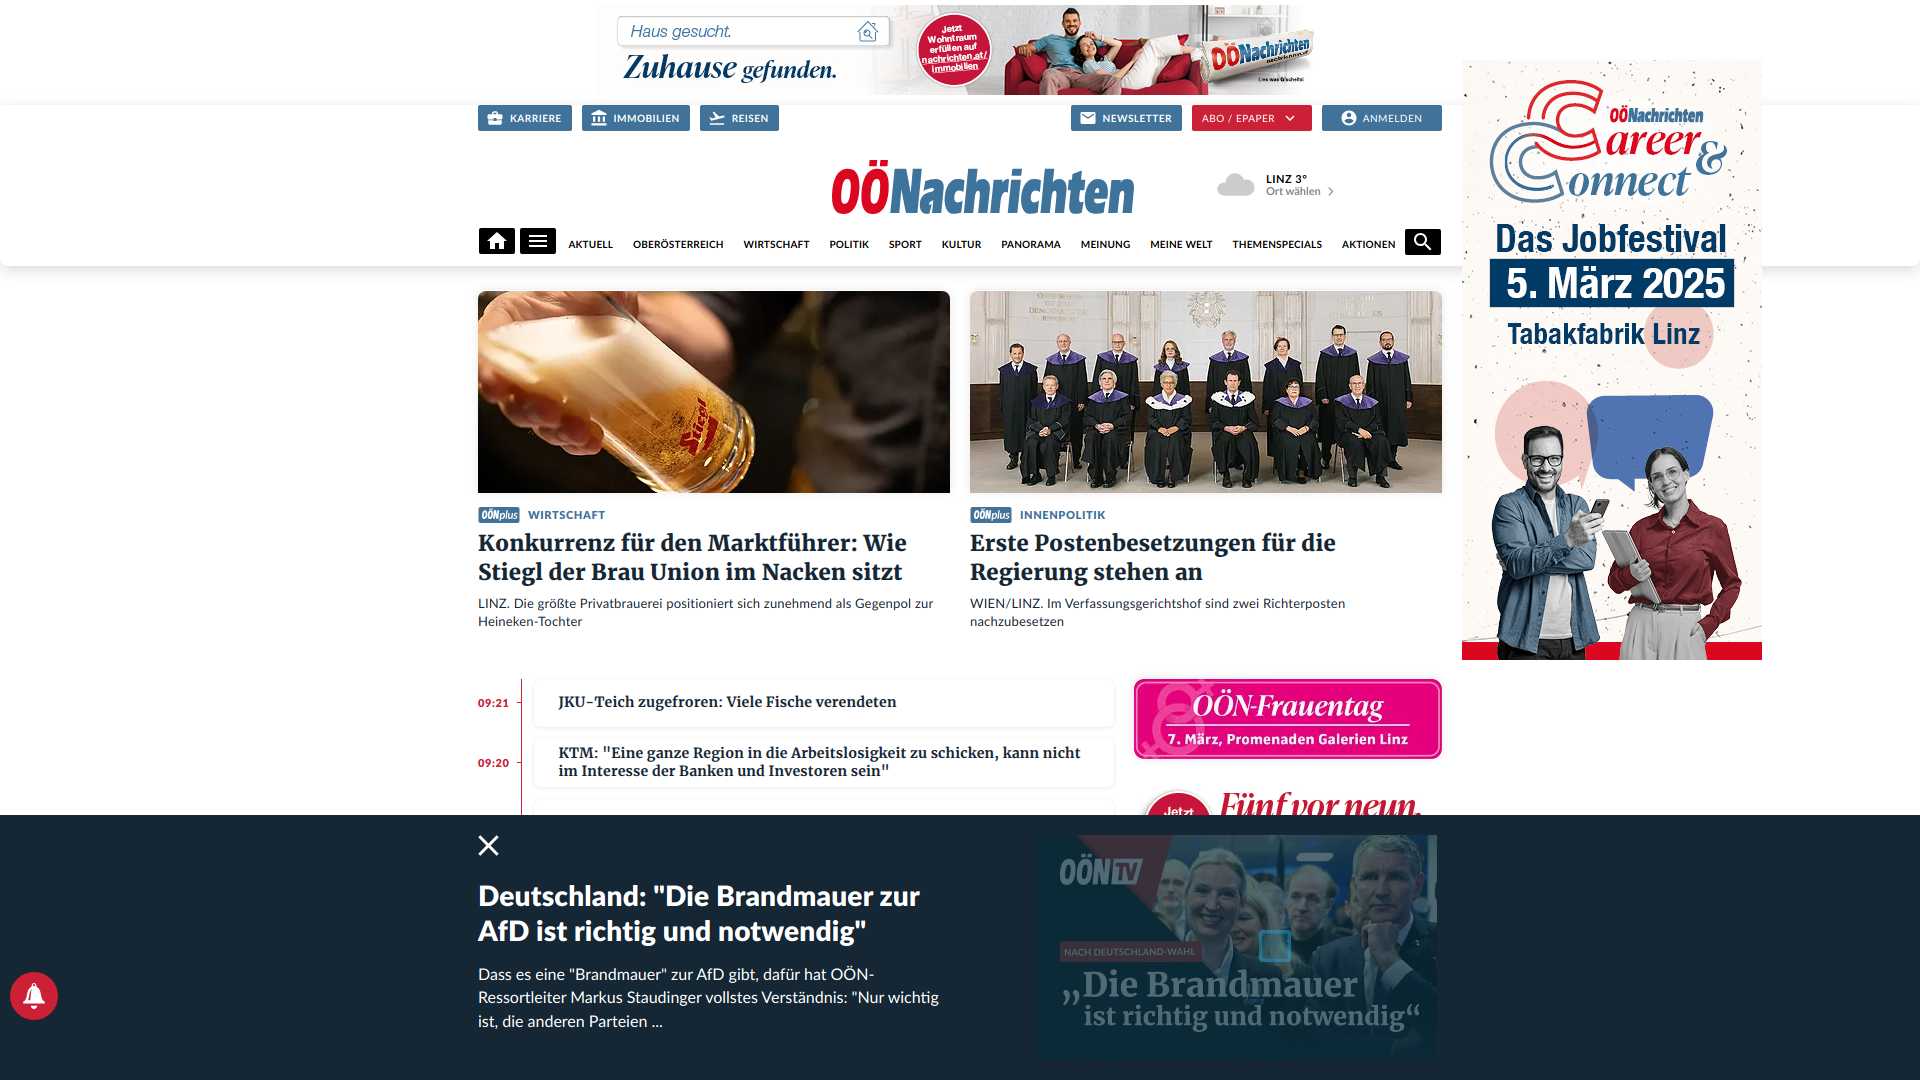 Haus gesucht.
Zuhause gefunden.
Jetzt
Wohntraum
erfüllen auf
nachrichten.at/
immobilien
OÖNachrichten
Lies was G'scheits!
KARRIERE
IMMOBILIEN
REISEN
NEWSLETTER
ABO / EPAPER
ANMELDEN
OÖNachrichten
LINZ 3°
Ort wählen
AKTUELL
OBERÖSTERREICH
WIRTSCHAFT
POLITIK
SPORT
KULTUR
PANORAMA
MEINUNG
MEINE WELT
THEMENSPECIALS
AKTIONEN
OÖNachrichten
Career &
Connect
Das Jobfestival
5. März 2025
Tabakfabrik Linz
Stiegl
OÖNplus WIRTSCHAFT
Konkurrenz für den Marktführer: Wie
Stiegl der Brau Union im Nacken sitzt
LINZ. Die größte Privatbrauerei positioniert sich zunehmend als Gegenpol zur
Heineken-Tochter
OÖNplus INNENPOLITIK
Erste Postenbesetzungen für die
Regierung stehen an
WIEN/LINZ. Im Verfassungsgerichtshof sind zwei Richterposten
nachzubesetzen
09:21
JKU-Teich zugefroren: Viele Fische verendeten
09:20
KTM: "Eine ganze Region in die Arbeitslosigkeit zu schicken, kann nicht
im Interesse der Banken und Investoren sein"
OÖN-Frauentag
7. März, Promenaden Galerien Linz
Jetzt
Fünf vor neun.
Deutschland: "Die Brandmauer zur
AfD ist richtig und notwendig"
Dass es eine "Brandmauer" zur AfD gibt, dafür hat OÖN-
Ressortleiter Markus Staudinger vollstes Verständnis: "Nur wichtig
ist, die anderen Parteien ...
OÖN TV
NACH DEUTSCHLAND-WAHL
„Die Brandmauer
ist richtig und notwendig“